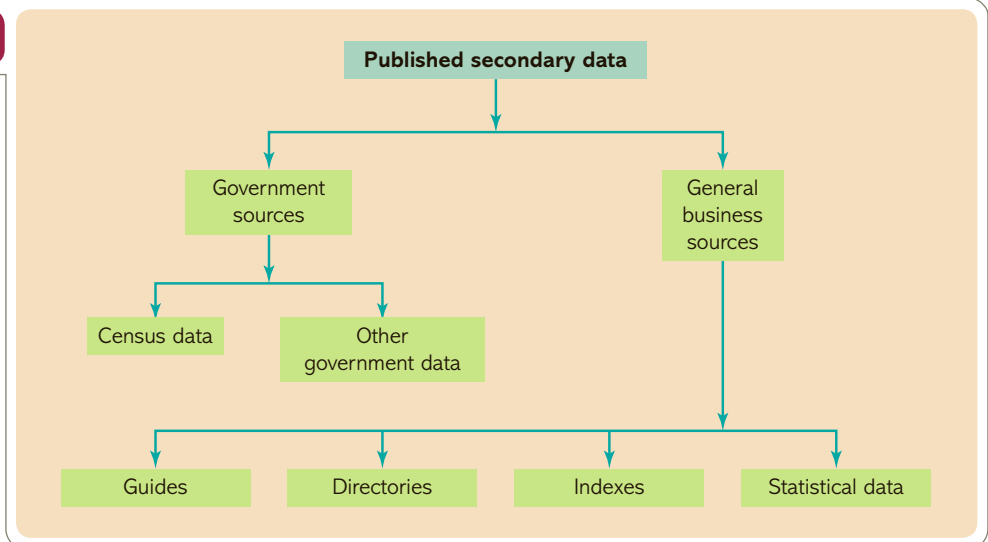 Published secondary data
Government
sources
General
business
sources
Census data
Other
government data
Guides
Directories
Indexes
Statistical data